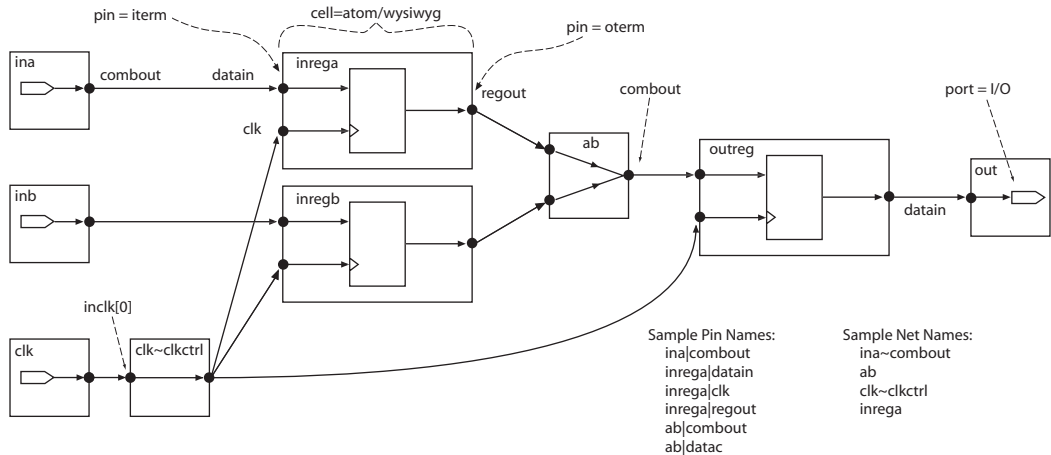 pin = iterm
cell=atom/wysiwyg
pin = oterm
ina
combout
datain
inrega
regout
clk
combout
port = I/O
ab
outreg
out
inb
inregb
datain
inclk[0]
clk
clk~clkctrl
Sample Pin Names:
ina|combout
inrega|datain
inrega|clk
inrega|regout
ab|combout
ab|datac
Sample Net Names:
ina~combout
ab
clk~clkctrl
inrega